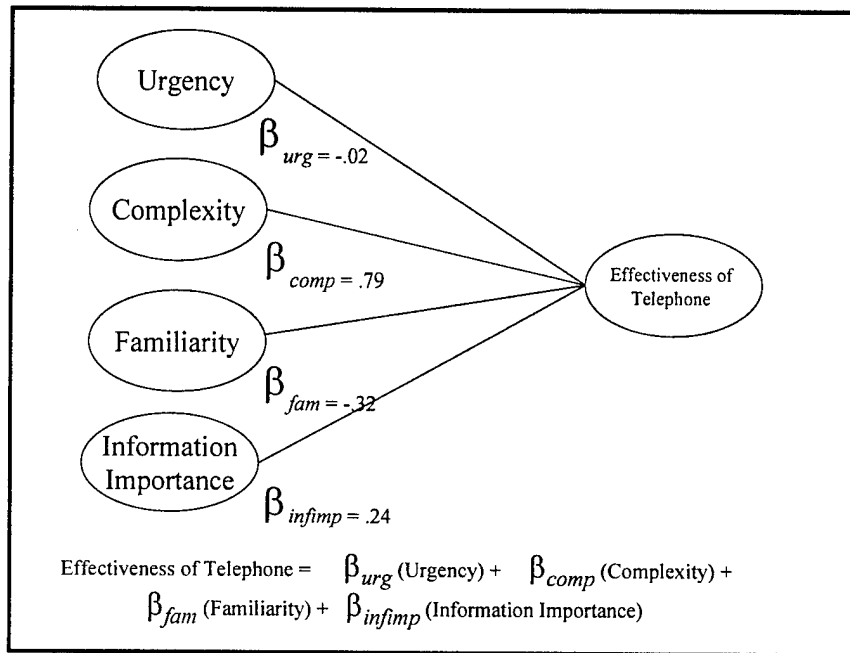 Urgency
β urg = -.02
Complexity
β comp = .79
Effectiveness of
Telephone
Familiarity
β fam = -.32
Information
Importance
β infimp = .24
Effectiveness of Telephone = β urg (Urgency) + β comp (Complexity) +
β fam (Familiarity) + β infimp (Information Importance)